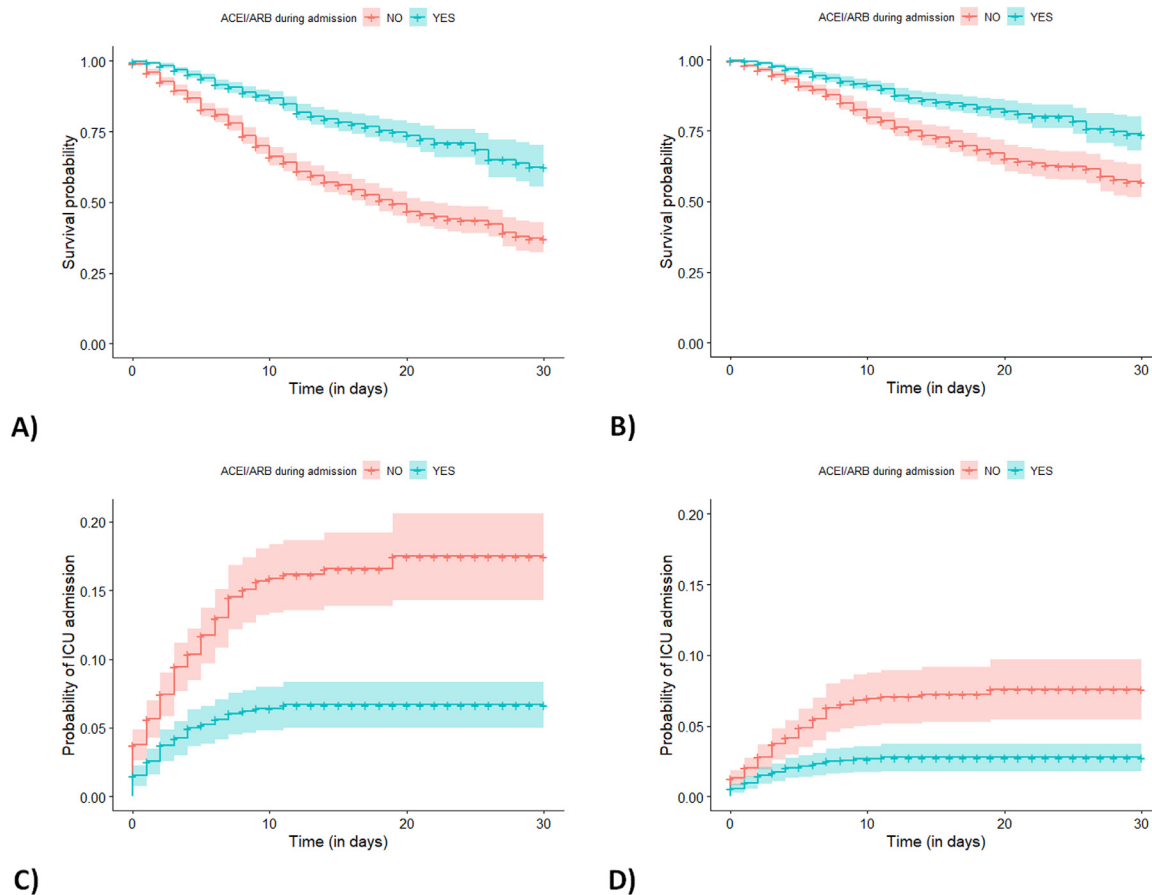 ACEI/ARB during admission NO YES
1.00
0.75
0.50
0.25
0.00
Survival probability
0 10 20 30
Time (in days)
A)
ACEI/ARB during admission NO YES
1.00
0.75
0.50
0.25
0.00
Survival probability
0 10 20 30
Time (in days)
B)
ACEI/ARB during admission NO YES
0.20
0.15
0.10
0.05
0.00
Probability of ICU admission
0 10 20 30
Time (in days)
C)
ACEI/ARB during admission NO YES
0.20
0.15
0.10
0.05
0.00
Probability of ICU admission
0 10 20 30
Time (in days)
D)